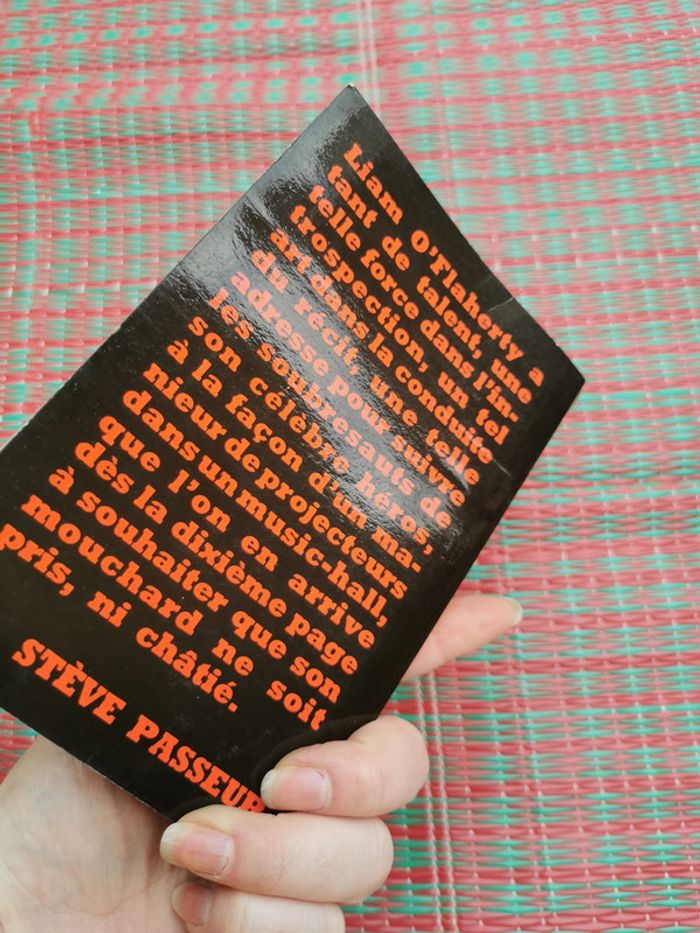 Liam O'Flaherty a
tant de talent, une
telle force dans l'in-
trospection, un tel
art dans la conduite
du récit, une telle
adresse pour suivre
les soubresauts de
son célèbre héros,
à la façon d'un ma-
nieur de projecteurs
dans un music-hall,
que l'on en arrive
dès la dixième page
à souhaiter que son
mouchard ne soit
pris, ni châtié.
STÈVE PASSEUR